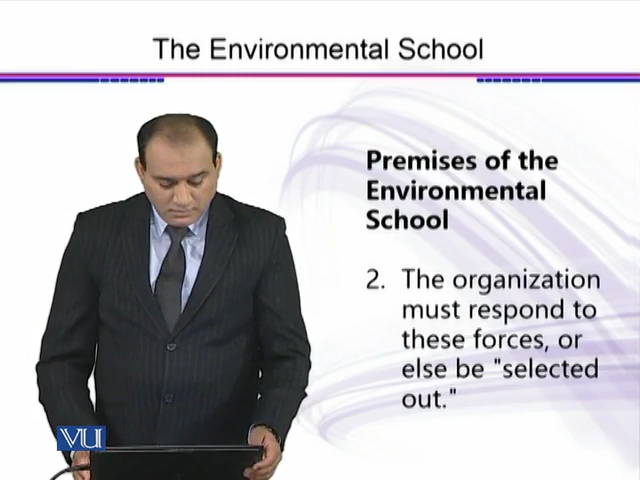 The Environmental School
Premises of the
Environmental
School
2. The organization
must respond to
these forces, or
else be "selected
out."
VU